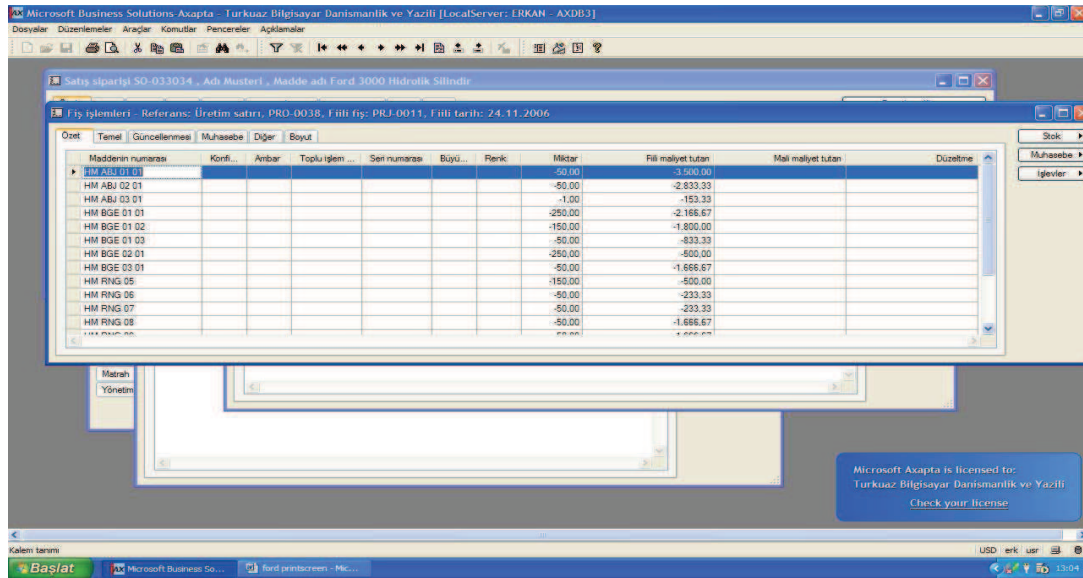 Microsoft Business Solutions-Axapta - Turkuaz Bilgisayar Danismanlik ve Yazili [LocalServer: ERKAN - AXDB3]
Dosyalar Düzenlemeler Araçlar Komutlar Pencereler Açıklamalar
Satış siparişi SO-033034 , Adı Musteri , Madde adı Ford 3000 Hidrolik Silindir
Fiş işlemleri - Referans: Üretim satırı, PRO-0038, Fiili fiş: PRJ-0011, Fiili tarih: 24.11.2006
Özet Temel Güncellenmesi Muhasebe Diğer Boyut Stok
Maddenin numarası Konfi... Ambar Toplu işlem ... Seri numarası Büyü... Renk Miktar Fiili maliyet tutarı Mali maliyet tutarı Düzeltme Muhasebe
HM ABJ 01 01 -50,00 -3.500,00 İşlevler
HM ABJ 02 01 -50,00 -2.833,33
HM ABJ 03 01 -1,00 -153,33
HM BGE 01 01 -250,00 -2.166,67
HM BGE 01 02 -150,00 -1.800,00
HM BGE 01 03 -50,00 -833,33
HM BGE 02 01 -250,00 -500,00
HM BGE 03 01 -50,00 -1.666,67
HM RNG 05 -150,00 -500,00
HM RNG 06 -50,00 -233,33
HM RNG 07 -50,00 -233,33
HM RNG 08 -50,00 -1.666,67
Matrah
Yönetim
Microsoft Axapta is licensed to:
Turkuaz Bilgisayar Danismanlik ve Yazili
Check your license
Kalem tanımı USD erk usr
Başlat Microsoft Business So... ford printscreen - Mic... 13:04